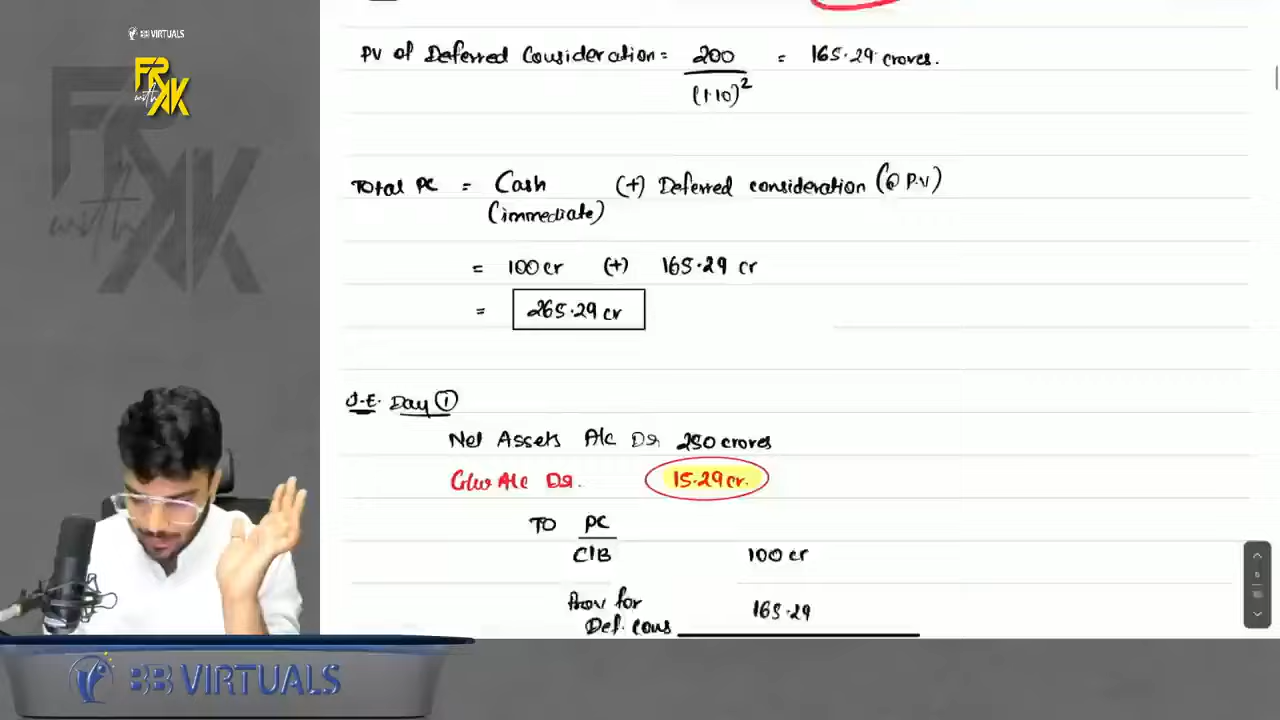 BB VIRTUALS
FR
with AK
PV of Deferred Consideration = 200 / (1.10)² = 165.29 crores.
Total PC = Cash (immediate) (+) Deferred consideration (@ P.V)
= 100 cr (+) 165.29 cr
= 265.29 cr
J.E. Day ①
Net Assets A/c Dr 250 crores
G/w A/c Dr. 15.29 cr.
TO PC
C/B 100 cr
Prov for Def. Cons 165.29
BB VIRTUALS